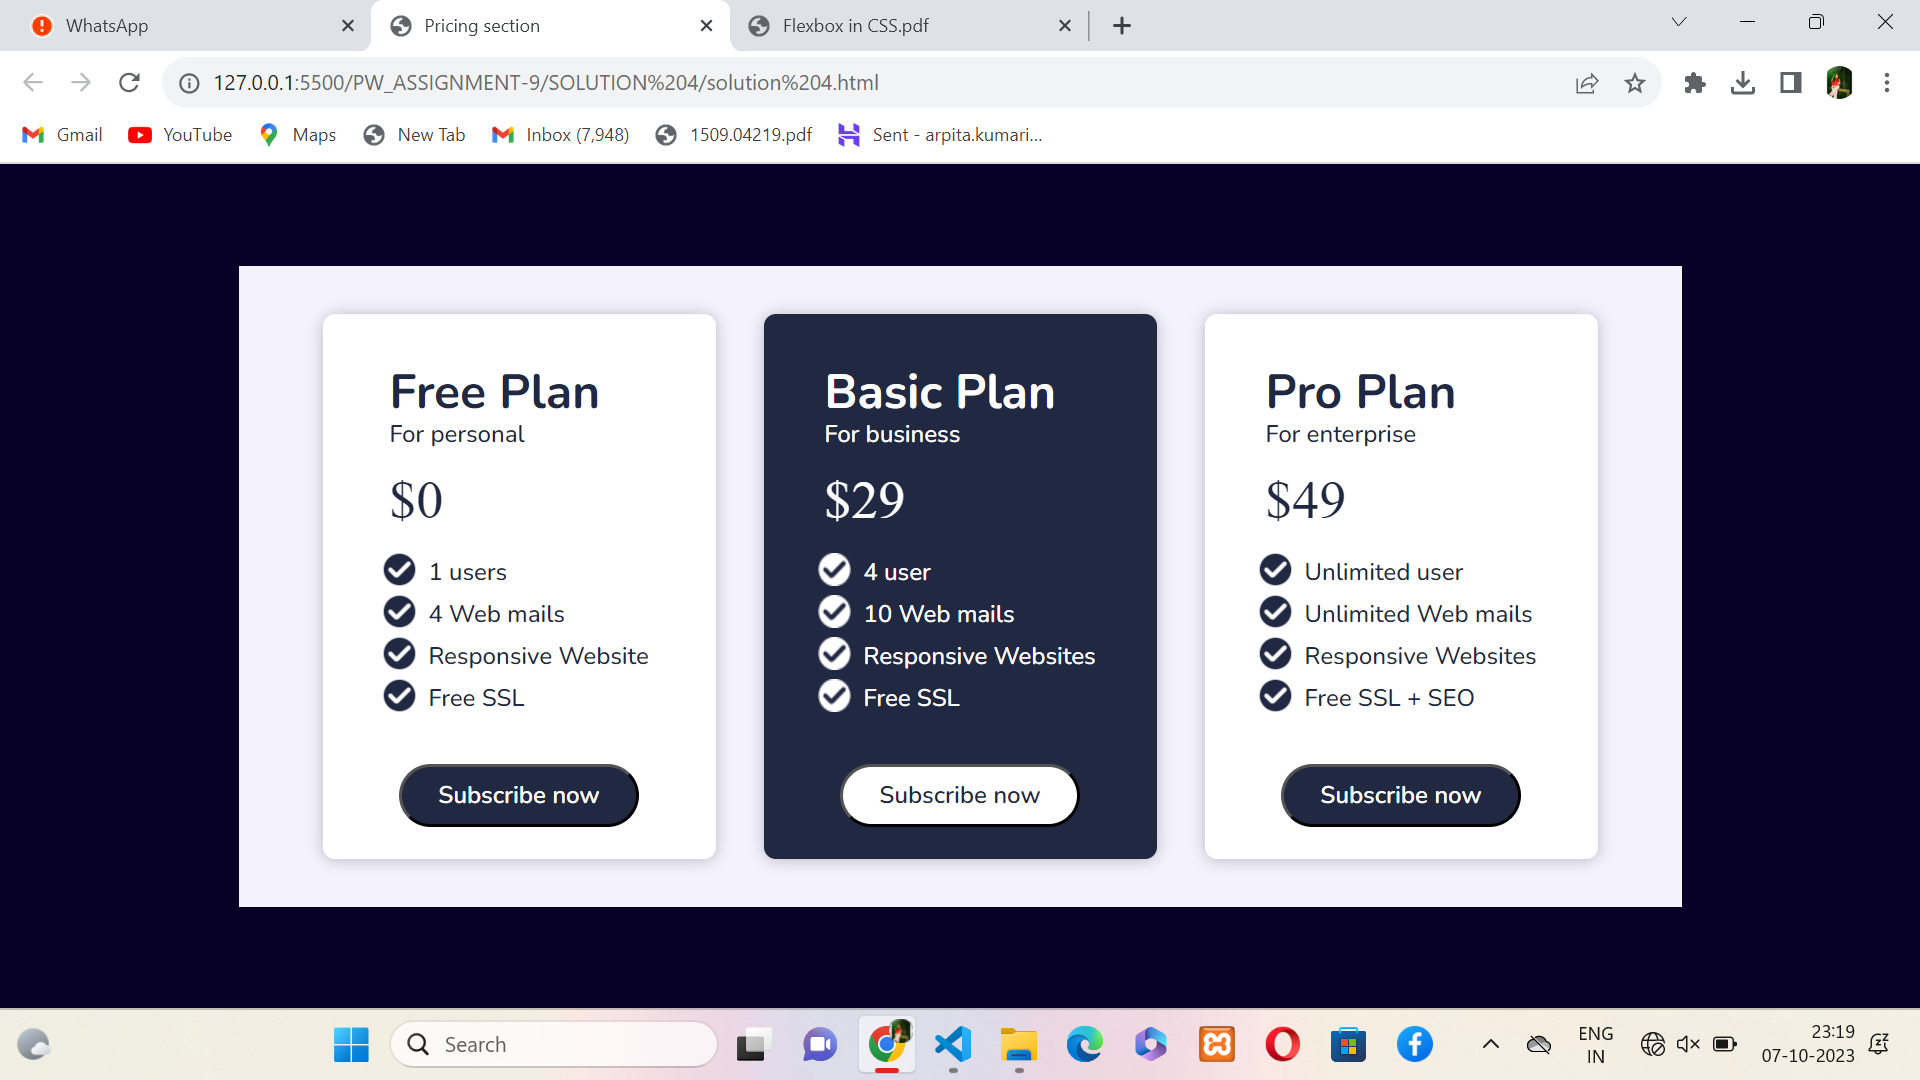 WhatsApp
Pricing section
Flexbox in CSS.pdf
127.0.0.1:5500/PW_ASSIGNMENT-9/SOLUTION%204/solution%204.html
Gmail
YouTube
Maps
New Tab
Inbox (7,948)
1509.04219.pdf
Sent - arpita.kumari...
Free Plan
For personal
$0
1 users
4 Web mails
Responsive Website
Free SSL
Subscribe now
Basic Plan
For business
$29
4 user
10 Web mails
Responsive Websites
Free SSL
Subscribe now
Pro Plan
For enterprise
$49
Unlimited user
Unlimited Web mails
Responsive Websites
Free SSL + SEO
Subscribe now
Search
ENG
IN
23:19
07-10-2023